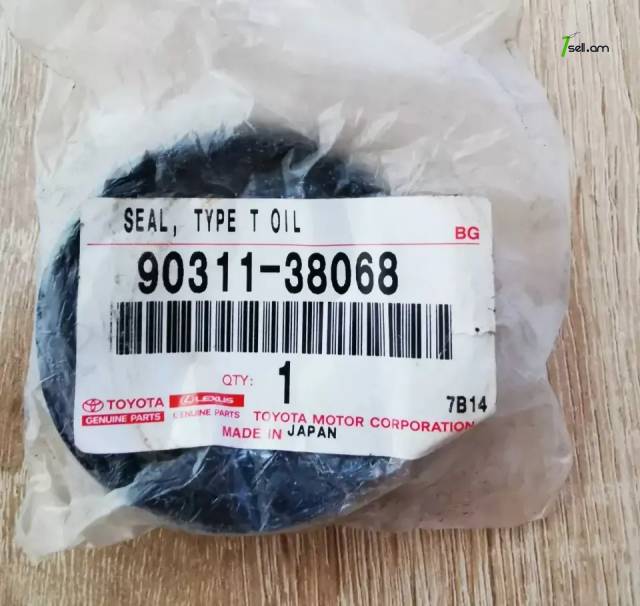 1sell.am
SEAL, TYPE T OIL
BG
90311-38068
QTY: 1
7B14
TOYOTA LEXUS
GENUINE PARTS GENUINE PARTS
TOYOTA MOTOR CORPORATION
MADE IN JAPAN